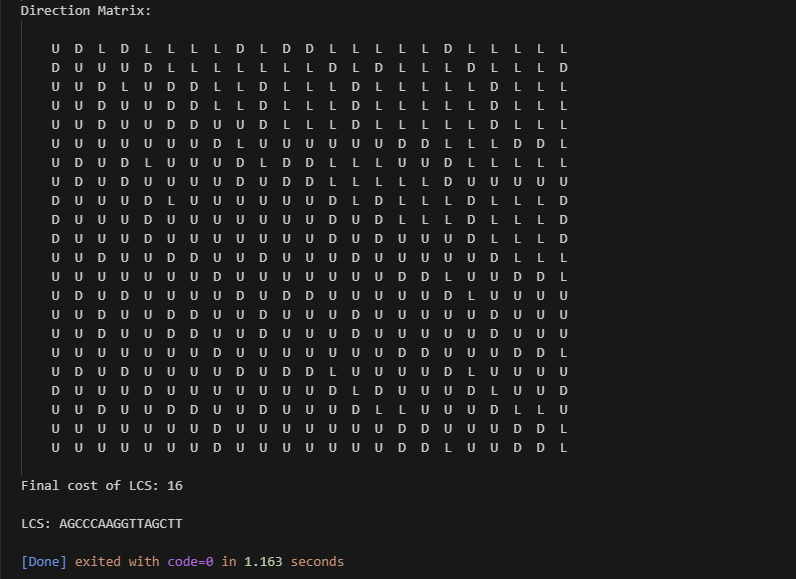 Direction Matrix:
U D L D L L L L D L D D L L L L L D L L L L L
D U U U D L L L L L L L D L D L L L D L L L D
U U D L U D D L L D L L L D L L L L L D L L L
U U D U U D D L L D L L L D L L L L L D L L L
U U D U U D D U U D L L L D L L L L L D L L L
U U U U U U U D L U U U U U U D D L L L D D L
U D U D L U U U D L D D L L L U U D L L L L L
U D U D U U U U D U D D L L L L L D U U U U U
D U U U D L U U U U U U D L D L L L D L L L D
D U U U D U U U U U U U D U D L L L D L L L D
D U U U D U U U U U U U D U D U U U D L L L D
U U D U U D D U U D U U U D U U U U U D L L L
U U U U U U U D U U U U U U U D D L U U D D L
U D U D U U U U D U D D U U U U U D L U U U U
U U D U U D D U U D U U U D U U U U U D U U U
U U D U U D D U U D U U U D U U U U U D U U U
U U U U U U U D U U U U U U U D D U U U D D L
U D U D U U U U D U D D L U U U U D L U U U U
D U U U D U U U U U U U D L D U U U D L U U D
U U D U U D D U U D U U U D L L U U U D L L U
U U U U U U U D U U U U U U U D D U U U D D L
U U U U U U U D U U U U U U U D D L U U D D L
Final cost of LCS: 16
LCS: AGCCCAAGGTTAGCTT
[Done] exited with code=0 in 1.163 seconds